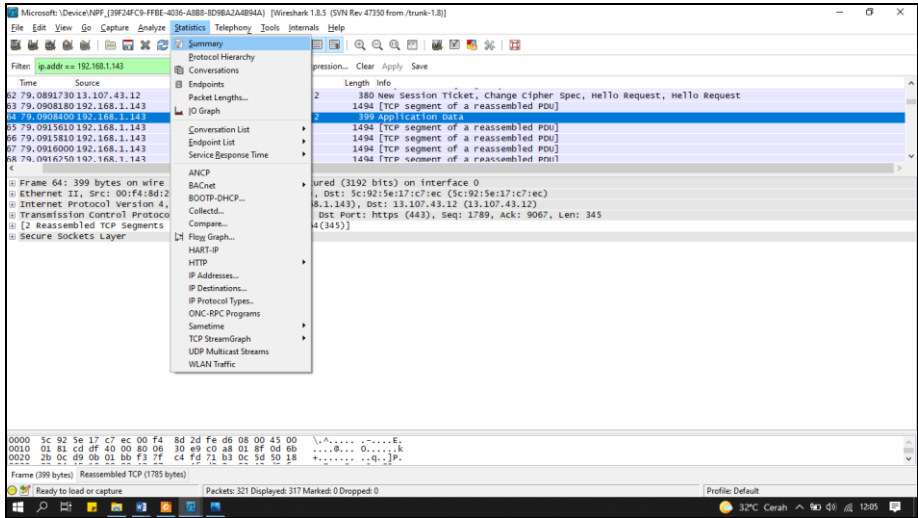 Microsoft: \Device\NPF_{39F24FC9-FFBE-4036-A8B8-8D9BA2A4B94A} [Wireshark 1.8.5 (SVN Rev 47350 from /trunk-1.8)]
File Edit View Go Capture Analyze Statistics Telephony Tools Internals Help
Filter: ip.addr == 192.168.1.143 pression... Clear Apply Save
Time Source Length Info
62 79.0891730 13.107.43.12 2 380 New Session Ticket, Change Cipher Spec, Hello Request, Hello Request
63 79.0908180 192.168.1.143 1494 [TCP segment of a reassembled PDU]
64 79.0908400 192.168.1.143 2 399 Application Data
65 79.0915610 192.168.1.143 1494 [TCP segment of a reassembled PDU]
66 79.0915810 192.168.1.143 1494 [TCP segment of a reassembled PDU]
67 79.0916000 192.168.1.143 1494 [TCP segment of a reassembled PDU]
68 79.0916250 192.168.1.143 1494 [TCP segment of a reassembled PDU]
Summary
Protocol Hierarchy
Conversations
Endpoints
Packet Lengths...
IO Graph
Conversation List
Endpoint List
Service Response Time
ANCP
BACnet
BOOTP-DHCP...
Collectd...
Compare...
Flow Graph...
HART-IP
HTTP
IP Addresses...
IP Destinations...
IP Protocol Types..
ONC-RPC Programs
Sametime
TCP StreamGraph
UDP Multicast Streams
WLAN Traffic
Frame 64: 399 bytes on wire tured (3192 bits) on interface 0
Ethernet II, Src: 00:f4:8d:2 , Dst: 5c:92:5e:17:c7:ec (5c:92:5e:17:c7:ec)
Internet Protocol Version 4, 8.1.143), Dst: 13.107.43.12 (13.107.43.12)
Transmission Control Protoco Dst Port: https (443), Seq: 1789, Ack: 9067, Len: 345
[2 Reassembled TCP Segments 4(345)]
Secure Sockets Layer
0000 5c 92 5e 17 c7 ec 00 f4 8d 2d fe d6 08 00 45 00 \.^..... .-....E.
0010 01 81 cd df 40 00 80 06 30 e9 c0 a8 01 8f 0d 6b ....@... 0......k
0020 2b 0c d9 0b 01 bb f3 7f c4 fd 71 b3 0c 5d 50 18 +....... ..q..]P.
Frame (399 bytes) Reassembled TCP (1785 bytes)
Ready to load or capture Packets: 321 Displayed: 317 Marked: 0 Dropped: 0 Profile: Default
32°C Cerah 12:05